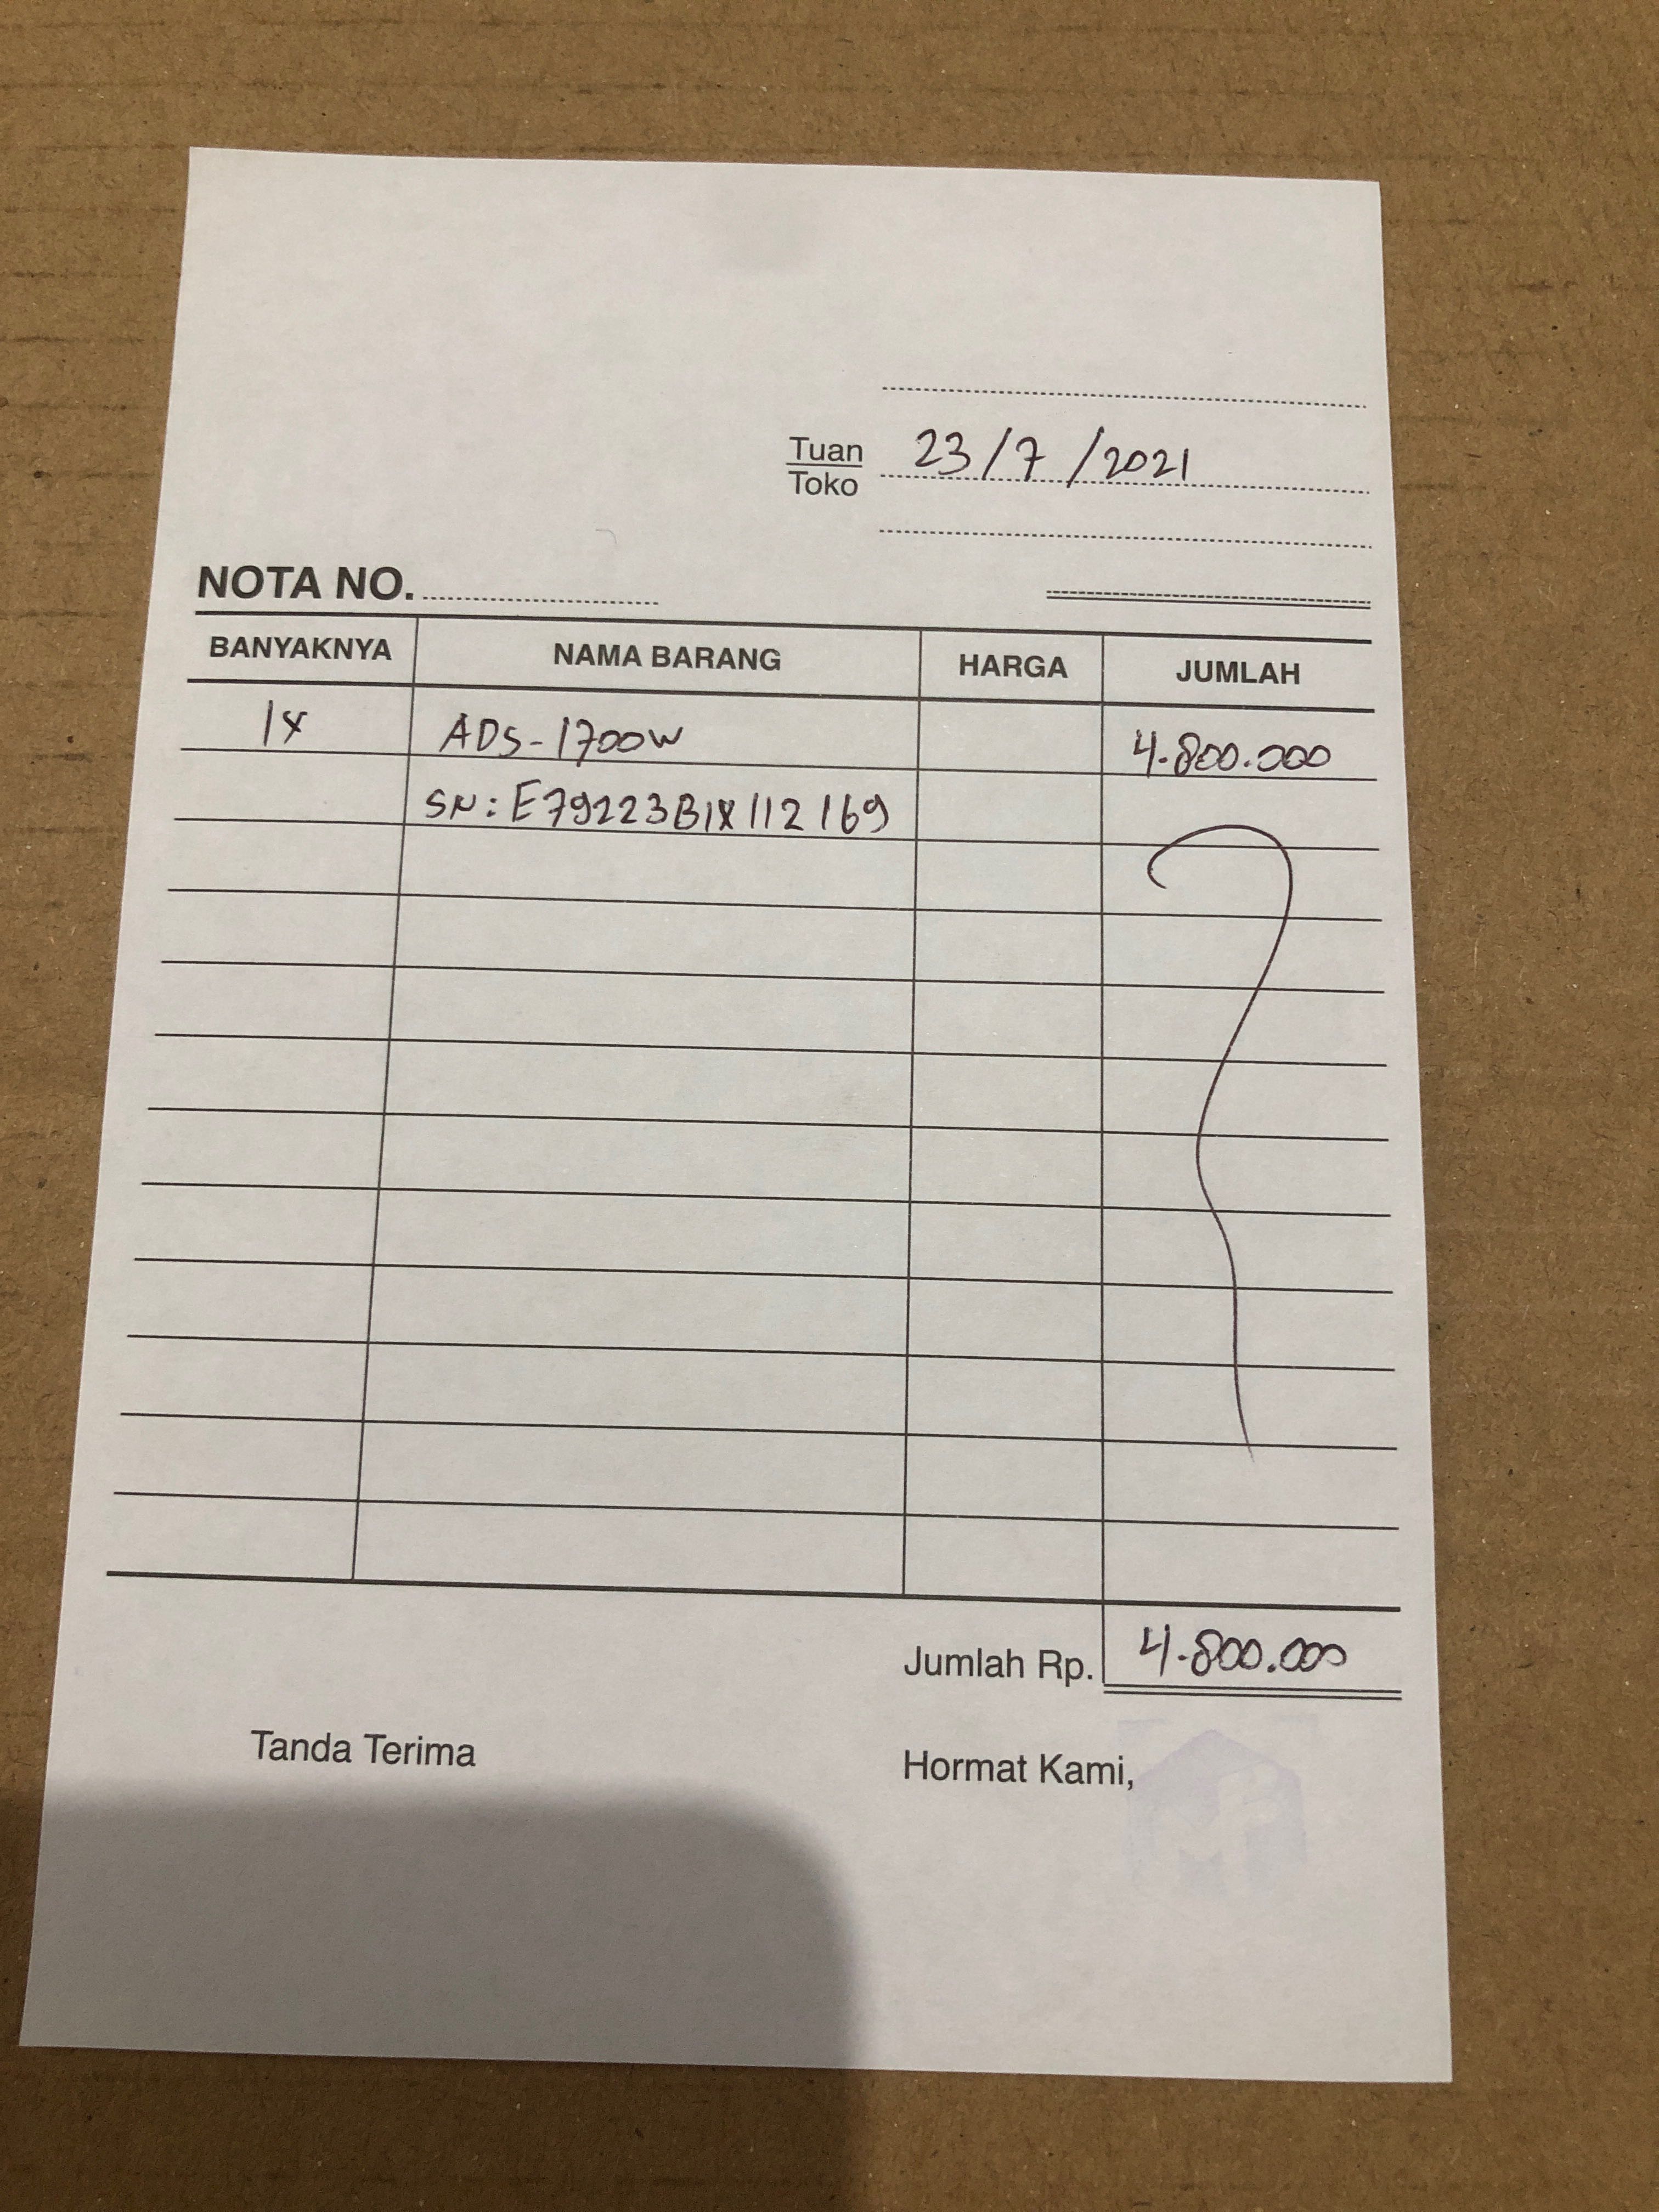 Tuan
Toko
23/7/2021
NOTA NO.
BANYAKNYA NAMA BARANG HARGA JUMLAH
1x ADS-1700W 4.800.000
SN: E79223B1X112169
Jumlah Rp. 4.800.000
Tanda Terima Hormat Kami,